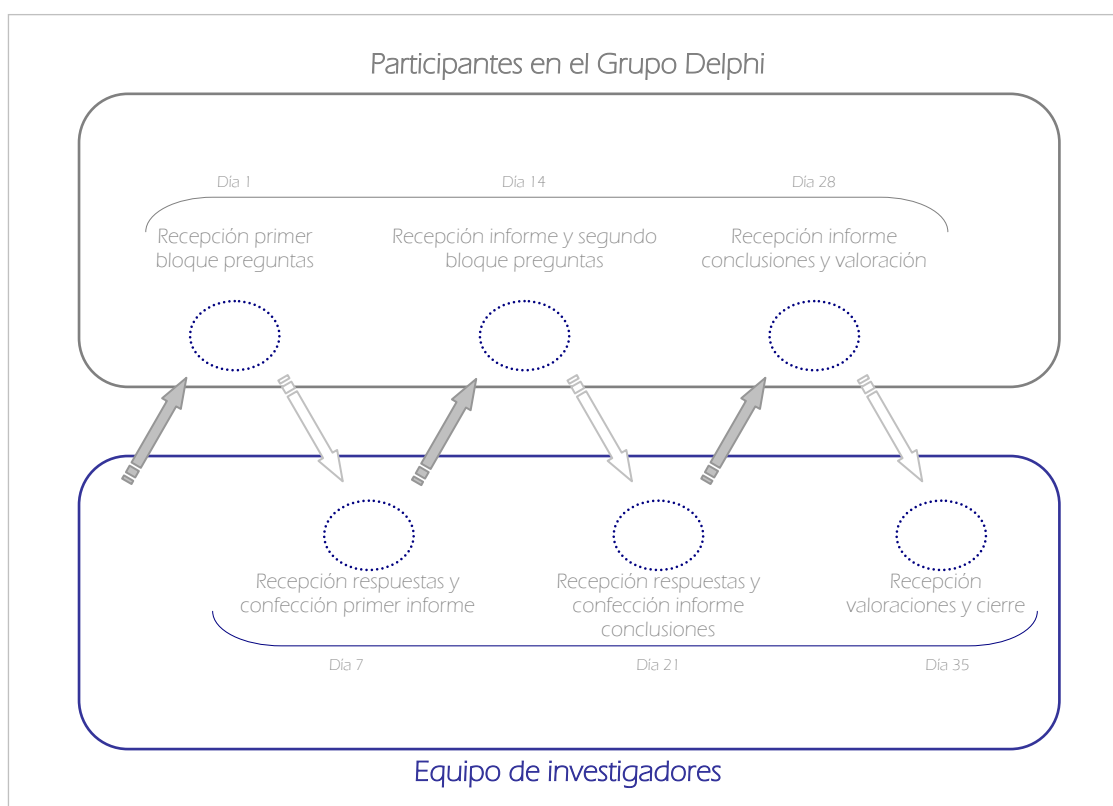 Participantes en el Grupo Delphi
Día 1
Día 14
Día 28
Recepción primer
bloque preguntas
Recepción informe y segundo
bloque preguntas
Recepción informe
conclusiones y valoración
Recepción respuestas y
confección primer informe
Recepción respuestas y
confección informe
conclusiones
Recepción
valoraciones y cierre
Día 7
Día 21
Día 35
Equipo de investigadores